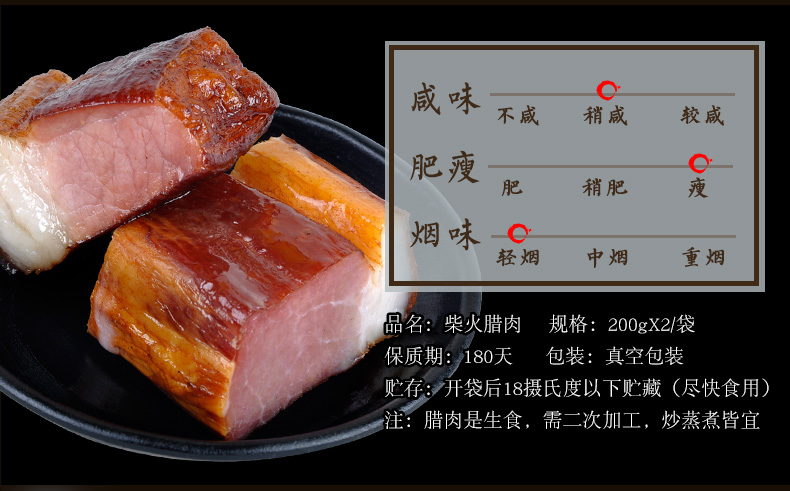 咸味
不咸 稍咸 较咸
肥瘦
肥 稍肥 瘦
烟味
轻烟 中烟 重烟
品名：柴火腊肉 规格：200gX2/袋
保质期：180天 包装：真空包装
贮存：开袋后18摄氏度以下贮藏（尽快食用）
注：腊肉是生食，需二次加工，炒蒸煮皆宜